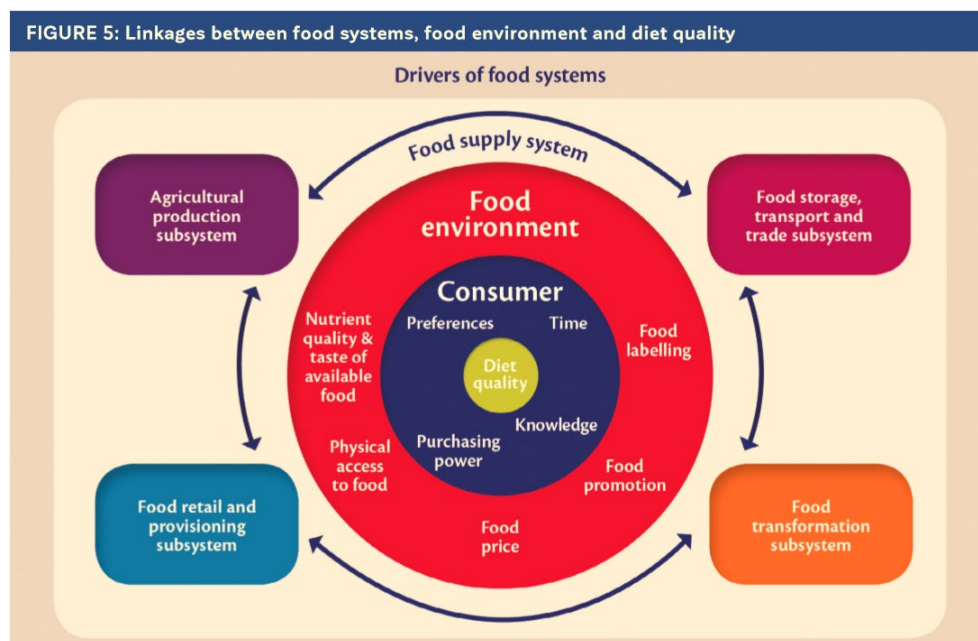 FIGURE 5: Linkages between food systems, food environment and diet quality
Drivers of food systems
Food supply system
Agricultural
production
subsystem
Food storage,
transport and
trade subsystem
Food
environment
Consumer
Preferences
Time
Nutrient
quality &
taste of
available
food
Food
labelling
Diet
quality
Knowledge
Purchasing
power
Physical
access
to food
Food
promotion
Food
price
Food retail and
provisioning
subsystem
Food
transformation
subsystem